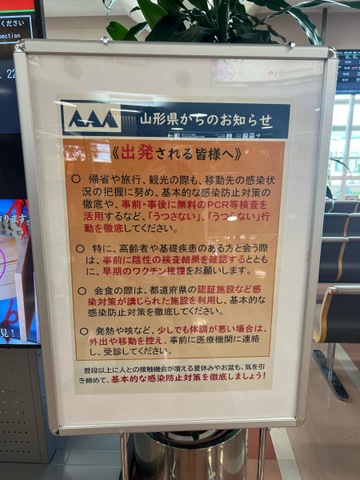 ください
ection
22
山形県からのお知らせ
《出発される皆様へ》
○ 帰省や旅行、観光の際も、移動先の感染状
況の把握に努め、基本的な感染防止対策の
徹底や、事前・事後に無料のPCR等検査を
活用するなど、「うつさない」、「うつらない」行
動を徹底してください。
○ 特に、高齢者や基礎疾患のある方と会う際
は、事前に陰性の検査結果を確認するととも
に、早期のワクチン接種をお願いします。
○ 会食の際は、都道府県の認証施設など感
染対策が講じられた施設を利用し、基本的な
感染防止対策を徹底してください。
○ 発熱や咳など、少しでも体調が悪い場合は、
外出や移動を控え、事前に医療機関に連絡
し、受診してください。
普段以上に人との接触機会が増える夏休みやお盆も、気を引
き締めて、基本的な感染防止対策を徹底しましょう!
おります。
見!